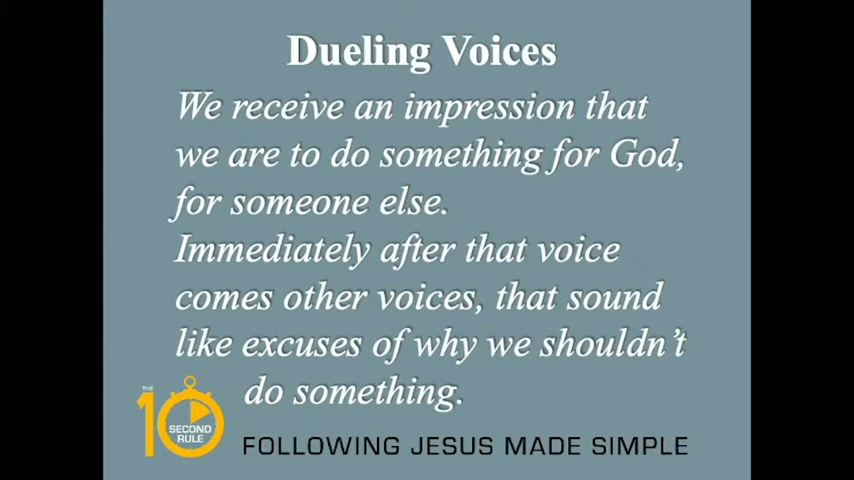 Dueling Voices
We receive an impression that
we are to do something for God,
for someone else.
Immediately after that voice
comes other voices, that sound
like excuses of why we shouldn't
do something.
THE
10
SECOND
RULE
FOLLOWING JESUS MADE SIMPLE